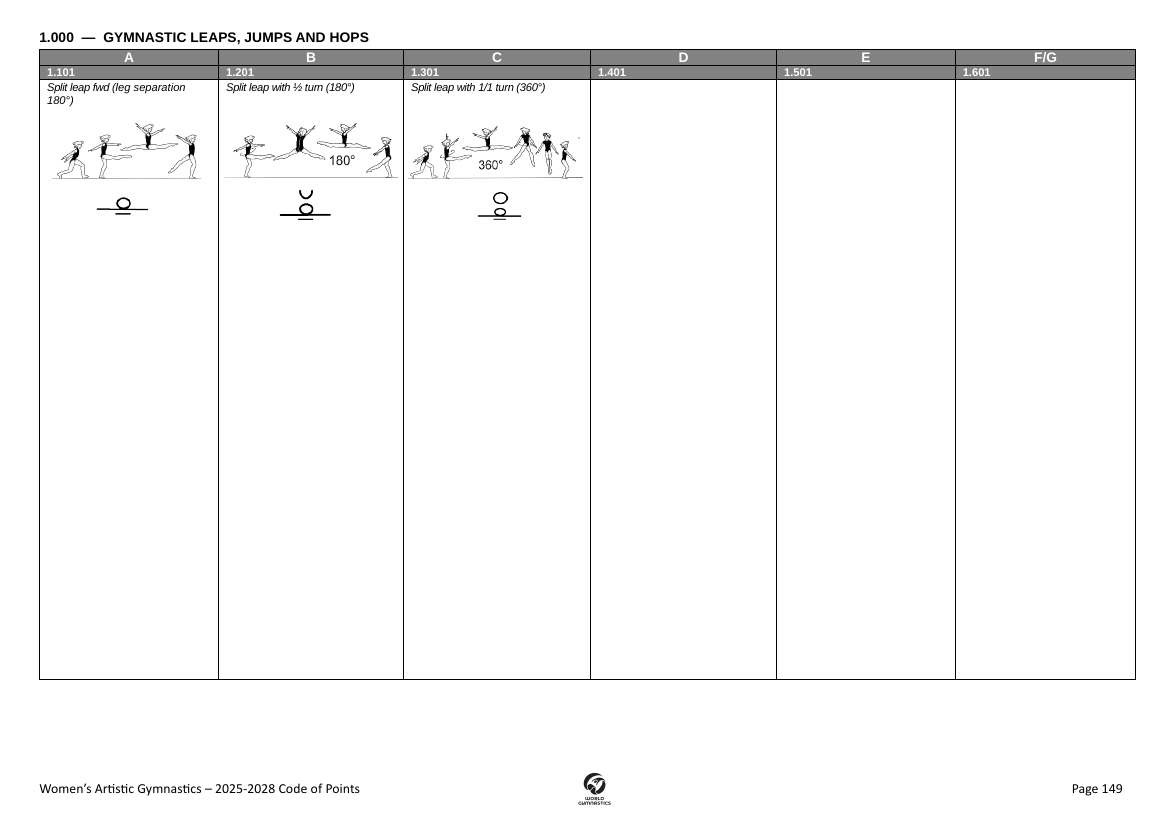 1.000 — GYMNASTIC LEAPS, JUMPS AND HOPS
A B C D E F/G
1.101 1.201 1.301 1.401 1.501 1.601
Split leap fwd (leg separation
180°)
Split leap with ½ turn (180°)
Split leap with 1/1 turn (360°)
180°
360°
Women's Artistic Gymnastics – 2025-2028 Code of Points
WORLD
GYMNASTICS
Page 149